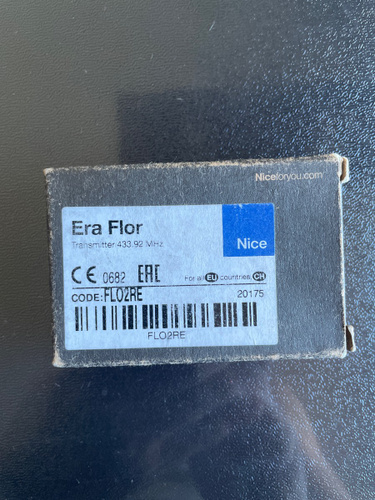 Niceforyou.com
Era Flor
Transmitter 433.92 MHz
Nice
CE 0682 EAC For all EU countries, CH
CODE:FLO2RE 20175
FLO2RE